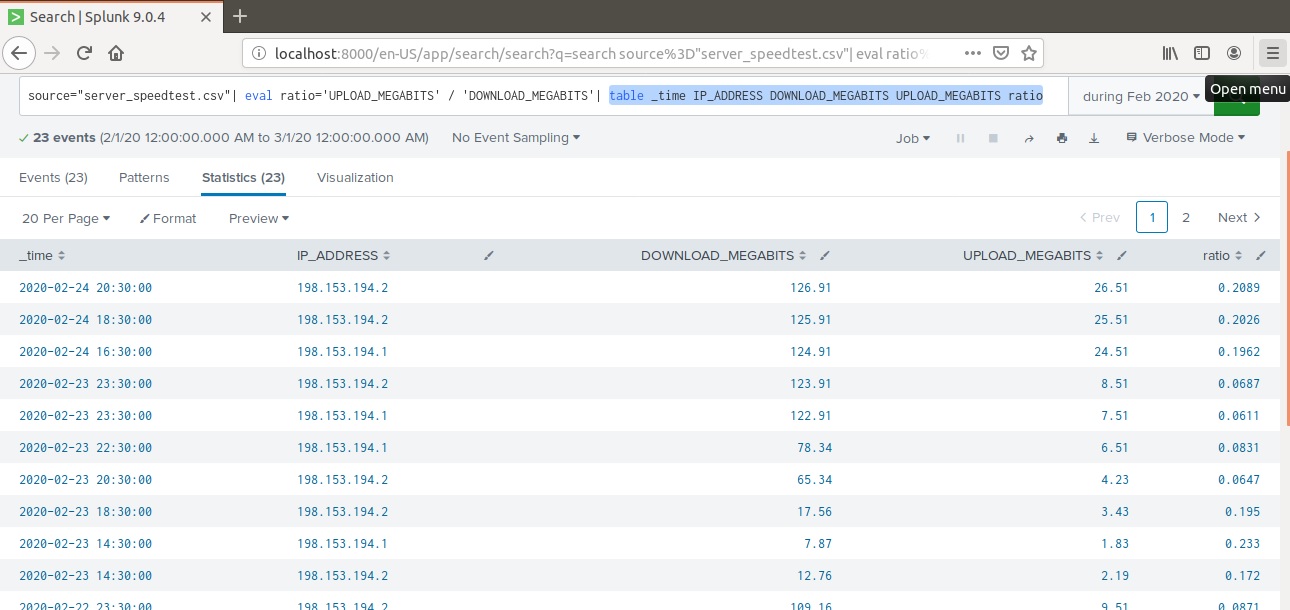 Search | Splunk 9.0.4
localhost:8000/en-US/app/search/search?q=search source%3D"server_speedtest.csv"| eval ratio%
source="server_speedtest.csv"| eval ratio='UPLOAD_MEGABITS' / 'DOWNLOAD_MEGABITS'| table _time IP_ADDRESS DOWNLOAD_MEGABITS UPLOAD_MEGABITS ratio during Feb 2020 Open menu
23 events (2/1/20 12:00:00.000 AM to 3/1/20 12:00:00.000 AM) No Event Sampling Job Verbose Mode
Events (23) Patterns Statistics (23) Visualization
20 Per Page Format Preview < Prev 1 2 Next >
_time IP_ADDRESS DOWNLOAD_MEGABITS UPLOAD_MEGABITS ratio
2020-02-24 20:30:00 198.153.194.2 126.91 26.51 0.2089
2020-02-24 18:30:00 198.153.194.2 125.91 25.51 0.2026
2020-02-24 16:30:00 198.153.194.1 124.91 24.51 0.1962
2020-02-23 23:30:00 198.153.194.2 123.91 8.51 0.0687
2020-02-23 23:30:00 198.153.194.1 122.91 7.51 0.0611
2020-02-23 22:30:00 198.153.194.1 78.34 6.51 0.0831
2020-02-23 20:30:00 198.153.194.2 65.34 4.23 0.0647
2020-02-23 18:30:00 198.153.194.2 17.56 3.43 0.195
2020-02-23 14:30:00 198.153.194.1 7.87 1.83 0.233
2020-02-23 14:30:00 198.153.194.2 12.76 2.19 0.172
2020-02-22 23:30:00 198.153.194.2 109.16 9.51 0.0871